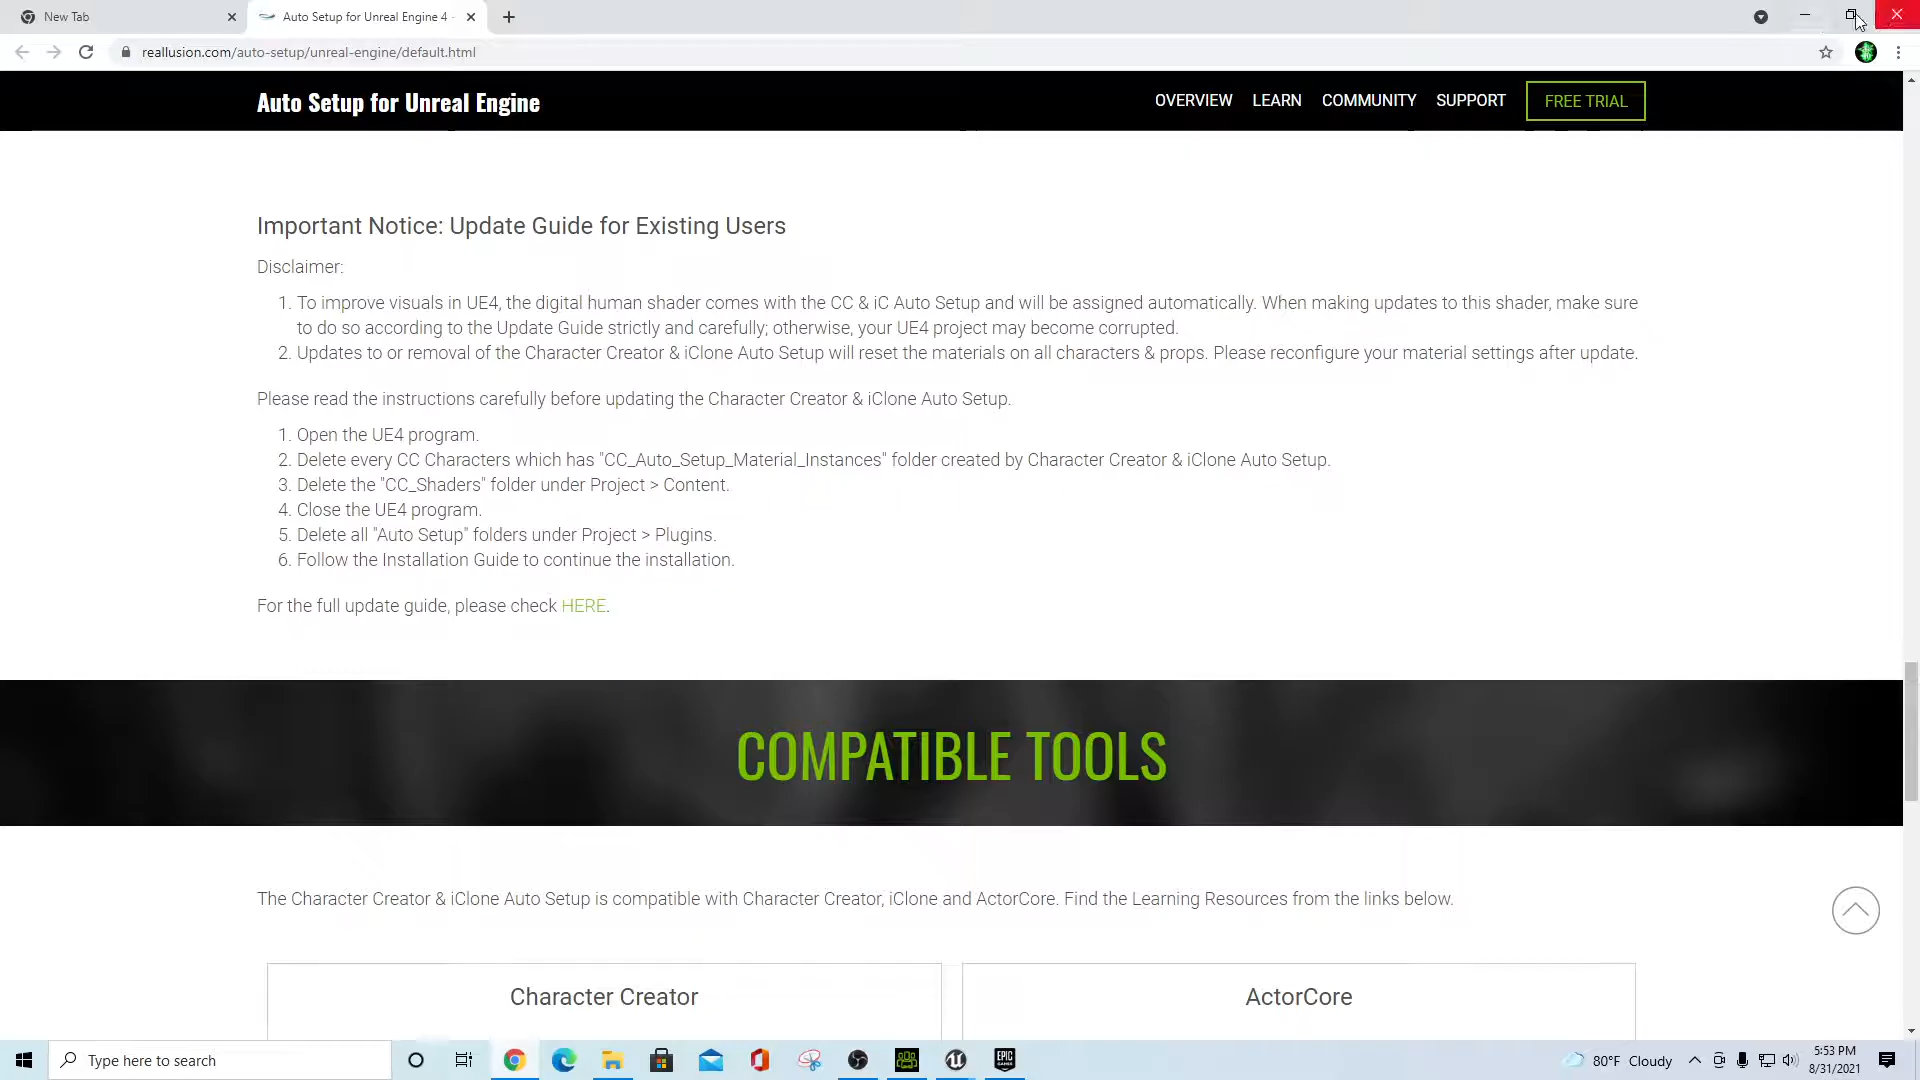 New Tab
Auto Setup for Unreal Engine 4 -
reallusion.com/auto-setup/unreal-engine/default.html
Auto Setup for Unreal Engine
OVERVIEW LEARN COMMUNITY SUPPORT FREE TRIAL
Important Notice: Update Guide for Existing Users
Disclaimer:
1. To improve visuals in UE4, the digital human shader comes with the CC & iC Auto Setup and will be assigned automatically. When making updates to this shader, make sure
to do so according to the Update Guide strictly and carefully; otherwise, your UE4 project may become corrupted.
2. Updates to or removal of the Character Creator & iClone Auto Setup will reset the materials on all characters & props. Please reconfigure your material settings after update.
Please read the instructions carefully before updating the Character Creator & iClone Auto Setup.
1. Open the UE4 program.
2. Delete every CC Characters which has "CC_Auto_Setup_Material_Instances" folder created by Character Creator & iClone Auto Setup.
3. Delete the "CC_Shaders" folder under Project > Content.
4. Close the UE4 program.
5. Delete all "Auto Setup" folders under Project > Plugins.
6. Follow the Installation Guide to continue the installation.
For the full update guide, please check HERE.
COMPATIBLE TOOLS
The Character Creator & iClone Auto Setup is compatible with Character Creator, iClone and ActorCore. Find the Learning Resources from the links below.
Character Creator
ActorCore
Type here to search
EPIC
GAMES
80°F Cloudy
5:53 PM
8/31/2021